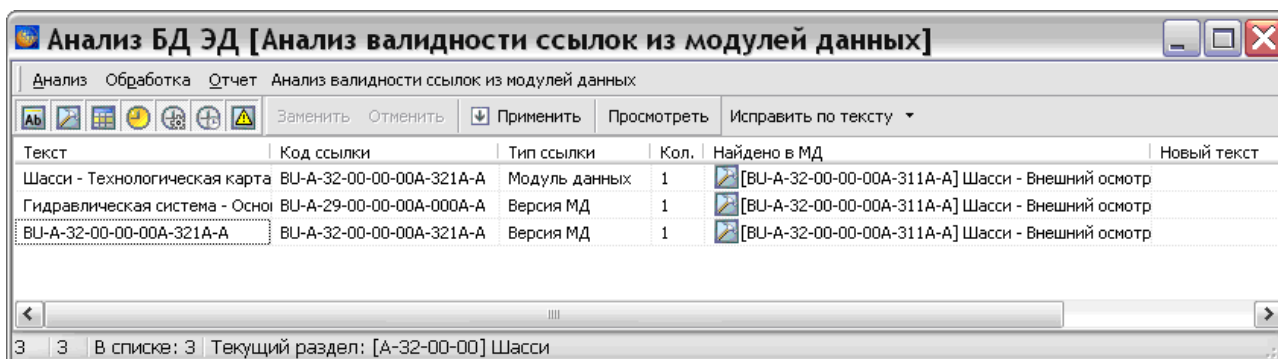 Анализ БД ЭД [Анализ валидности ссылок из модулей данных]
Анализ Обработка Отчет Анализ валидности ссылок из модулей данных
Ab Заменить Отменить Применить Просмотреть Исправить по тексту
Текст Код ссылки Тип ссылки Кол. Найдено в МД Новый текст
Шасси - Технологическая карта BU-A-32-00-00-00A-321A-A Модуль данных 1 [BU-A-32-00-00-00A-311A-A] Шасси - Внешний осмотр
Гидравлическая система - Осно BU-A-29-00-00-00A-000A-A Версия МД 1 [BU-A-32-00-00-00A-311A-A] Шасси - Внешний осмотр
BU-A-32-00-00-00A-321A-A BU-A-32-00-00-00A-321A-A Версия МД 1 [BU-A-32-00-00-00A-311A-A] Шасси - Внешний осмотр
3 3 В списке: 3 Текущий раздел: [A-32-00-00] Шасси